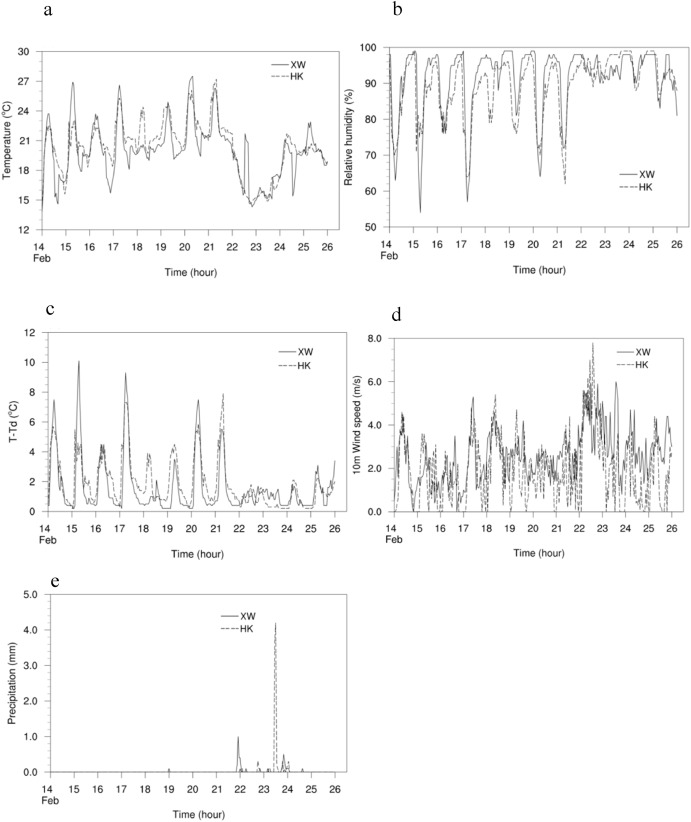 a
Temperature (°C)
30
27
24
21
18
15
12
XW
HK
14 15 16 17 18 19 20 21 22 23 24 25 26
Feb
Time (hour)
b
Relative humidity (%)
100
90
80
70
60
50
XW
HK
14 15 16 17 18 19 20 21 22 23 24 25 26
Feb
Time (hour)
c
T-Td (°C)
12
10
8
6
4
2
0
XW
HK
14 15 16 17 18 19 20 21 22 23 24 25 26
Feb
Time (hour)
d
10m Wind speed (m/s)
8.0
6.0
4.0
2.0
0.0
XW
HK
14 15 16 17 18 19 20 21 22 23 24 25 26
Feb
Time (hour)
e
Precipitation (mm)
5.0
4.0
3.0
2.0
1.0
0.0
XW
HK
14 15 16 17 18 19 20 21 22 23 24 25 26
Feb
Time (hour)